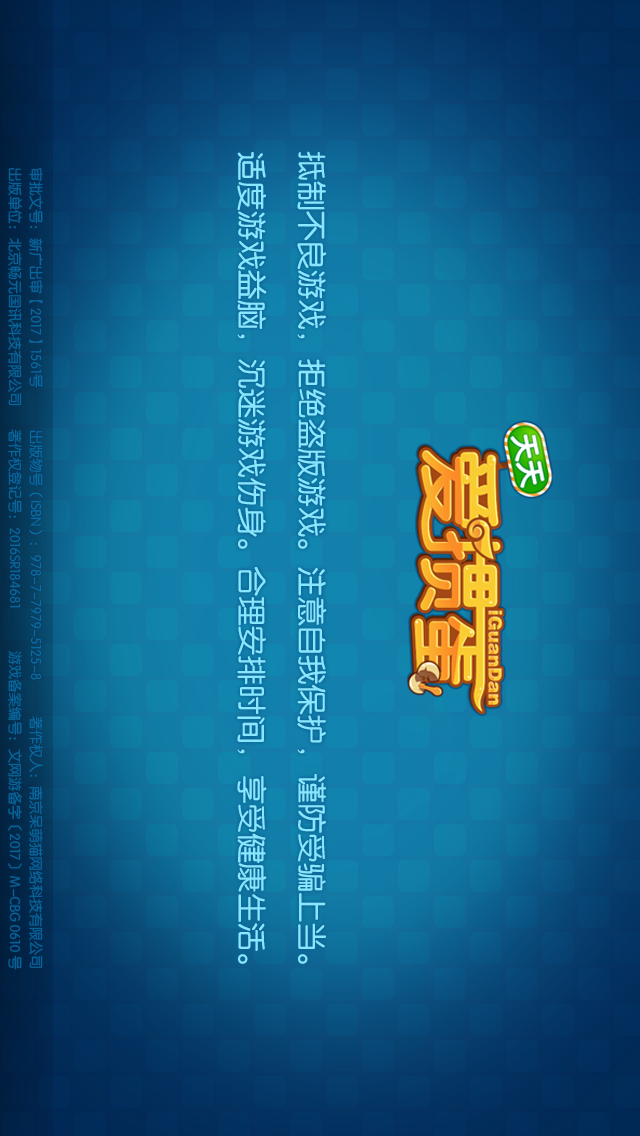 天天
爱掼蛋
iGuanDan
抵制不良游戏，拒绝盗版游戏。注意自我保护，谨防受骗上当。
适度游戏益脑，沉迷游戏伤身。合理安排时间，享受健康生活。
审批文号：新广出审【2017】1561号 出版物号（ISBN）：978-7-7979-5125-8 著作权人：南京呆萌猫网络科技有限公司
出版单位：北京畅元国讯科技有限公司 著作权登记号：2016SR184681 游戏备案编号：文网游备字〔2017〕M-CBG 0610 号